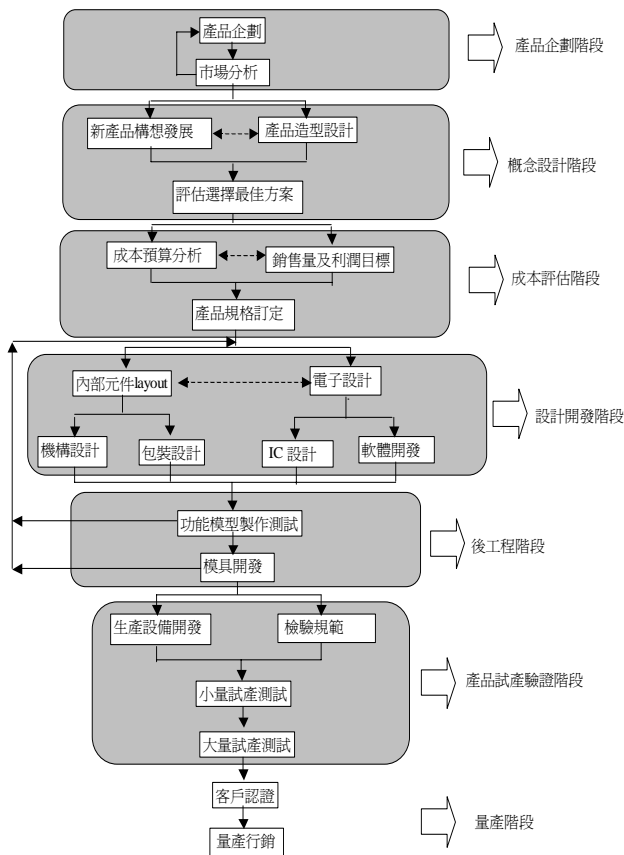 產品企劃
產品企劃階段
市場分析
新產品構想發展
產品造型設計
概念設計階段
評估選擇最佳方案
成本預算分析
銷售量及利潤目標
成本評估階段
產品規格訂定
內部元件layout
電子設計
設計開發階段
機構設計
包裝設計
IC 設計
軟體開發
功能模型製作測試
後工程階段
模具開發
生產設備開發
檢驗規範
產品試產驗證階段
小量試產測試
大量試產測試
客戶認證
量產階段
量產行銷